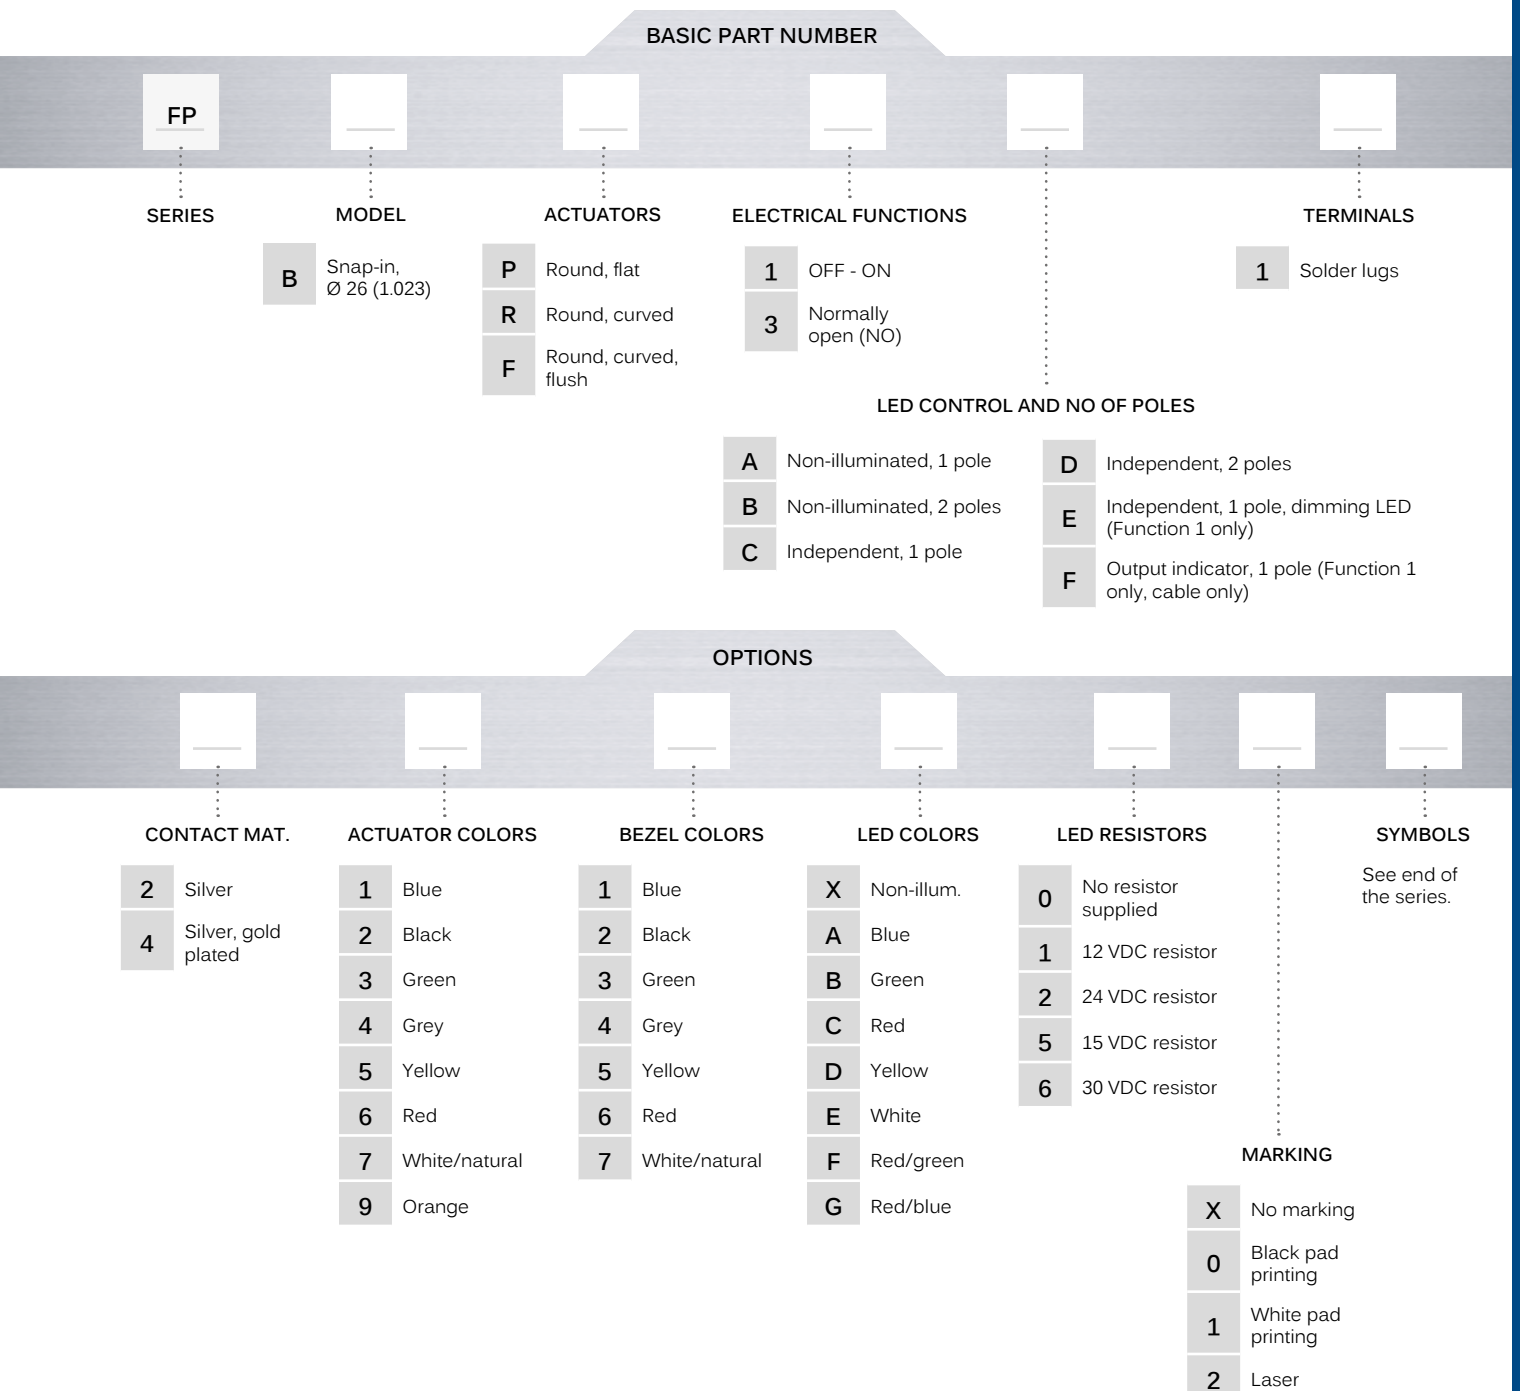 BASIC PART NUMBER
FP
SERIES
MODEL
ACTUATORS
ELECTRICAL FUNCTIONS
TERMINALS
B Snap-in,
Ø 26 (1.023)
P Round, flat
R Round, curved
F Round, curved,
flush
1 OFF - ON
3 Normally
open (NO)
1 Solder lugs
LED CONTROL AND NO OF POLES
A Non-illuminated, 1 pole
B Non-illuminated, 2 poles
C Independent, 1 pole
D Independent, 2 poles
E Independent, 1 pole, dimming LED
(Function 1 only)
F Output indicator, 1 pole (Function 1
only, cable only)
OPTIONS
CONTACT MAT.
ACTUATOR COLORS
BEZEL COLORS
LED COLORS
LED RESISTORS
SYMBOLS
2 Silver
4 Silver, gold
plated
1 Blue
2 Black
3 Green
4 Grey
5 Yellow
6 Red
7 White/natural
9 Orange
1 Blue
2 Black
3 Green
4 Grey
5 Yellow
6 Red
7 White/natural
X Non-illum.
A Blue
B Green
C Red
D Yellow
E White
F Red/green
G Red/blue
0 No resistor
supplied
1 12 VDC resistor
2 24 VDC resistor
5 15 VDC resistor
6 30 VDC resistor
See end of
the series.
MARKING
X No marking
0 Black pad
printing
1 White pad
printing
2 Laser